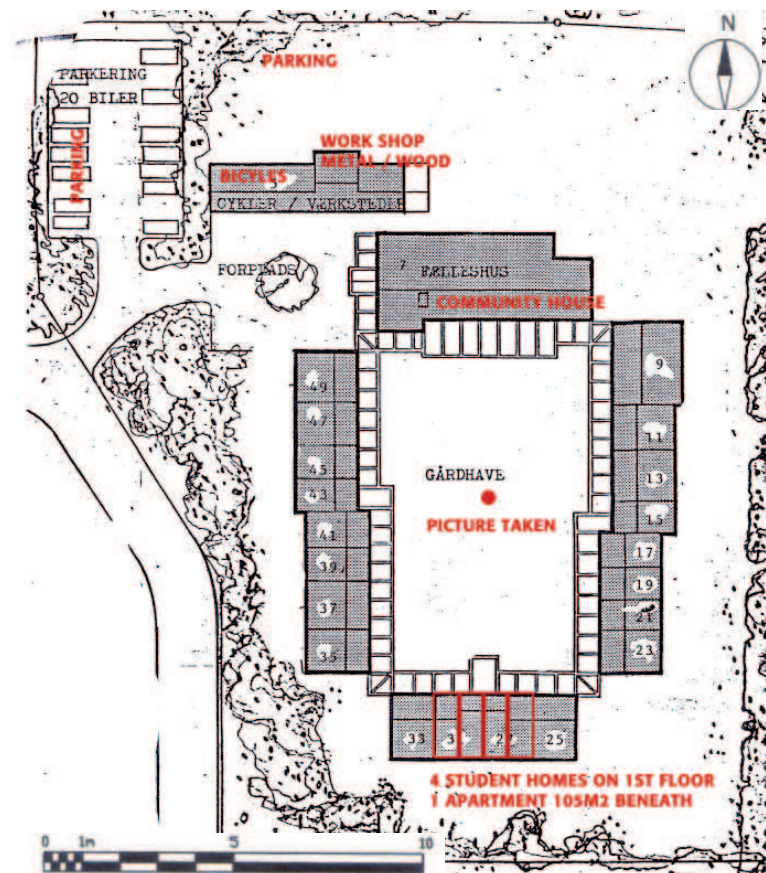 N
PARKING
PARKERING
20 BILER
PARKING
WORK SHOP
METAL / WOOD
BICYLES
5
CYKLER / VÆRKSTEDER
FORPLADS
7 FÆLLESHUS
COMMUNITY HOUSE
9
49
47
11
45
13
43
GÅRDHAVE
15
PICTURE TAKEN
41
17
39
19
37
21
35
23
33
25
4 STUDENT HOMES ON 1ST FLOOR
1 APARTMENT 105M2 BENEATH
0 1m 5 10